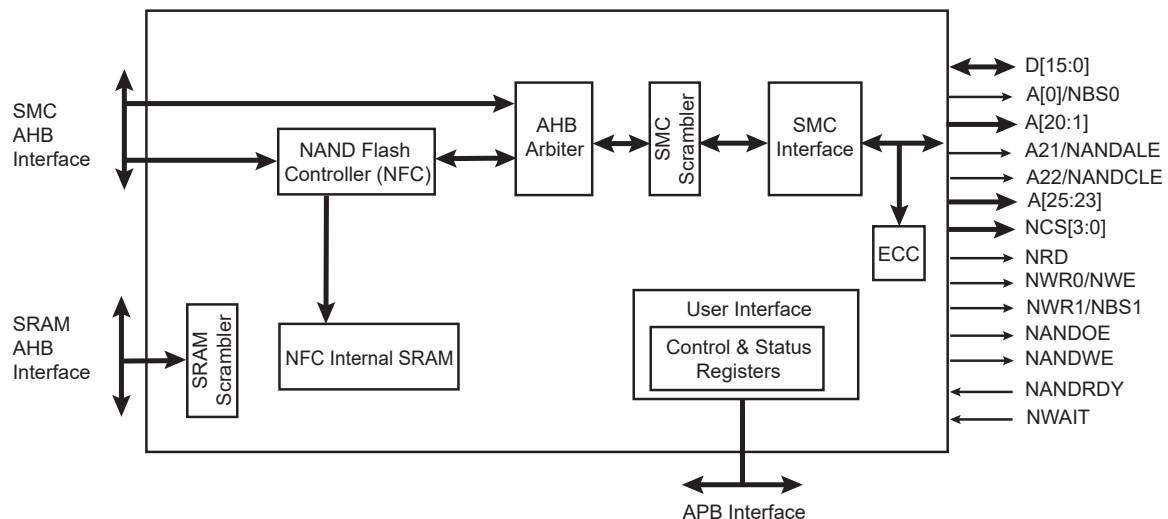 SMC
AHB
Interface
NAND Flash
Controller (NFC)
AHB
Arbiter
SMC
Scrambler
SMC
Interface
ECC
SRAM
AHB
Interface
SRAM
Scrambler
NFC Internal SRAM
User Interface
Control & Status
Registers
APB Interface
D[15:0]
A[0]/NBS0
A[20:1]
A21/NANDALE
A22/NANDCLE
A[25:23]
NCS[3:0]
NRD
NWR0/NWE
NWR1/NBS1
NANDOE
NANDWE
NANDRDY
NWAIT